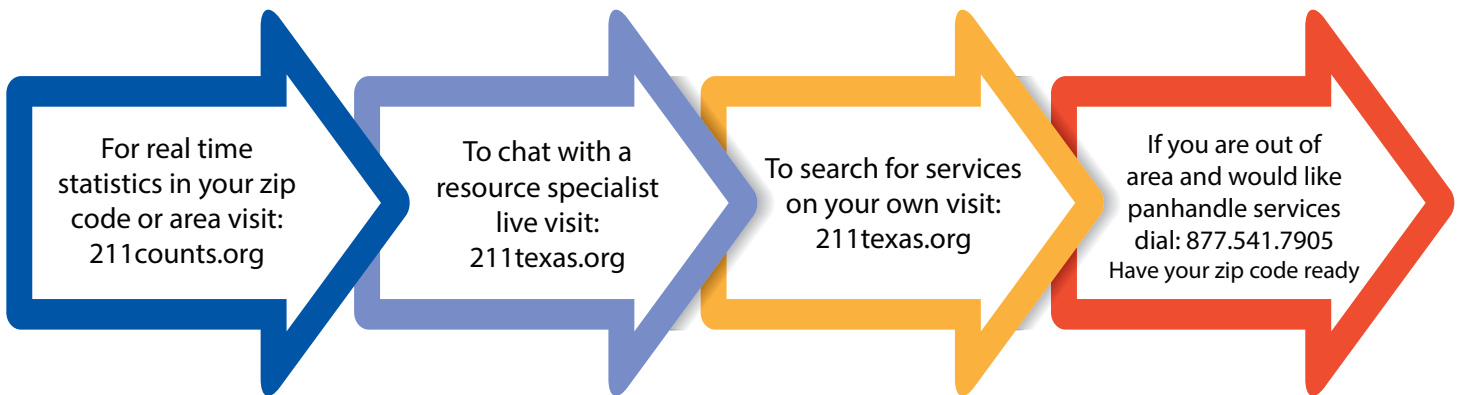 For real time
statistics in your zip
code or area visit:
211counts.org
To chat with a
resource specialist
live visit:
211texas.org
To search for services
on your own visit:
211texas.org
If you are out of
area and would like
panhandle services
dial: 877.541.7905
Have your zip code ready